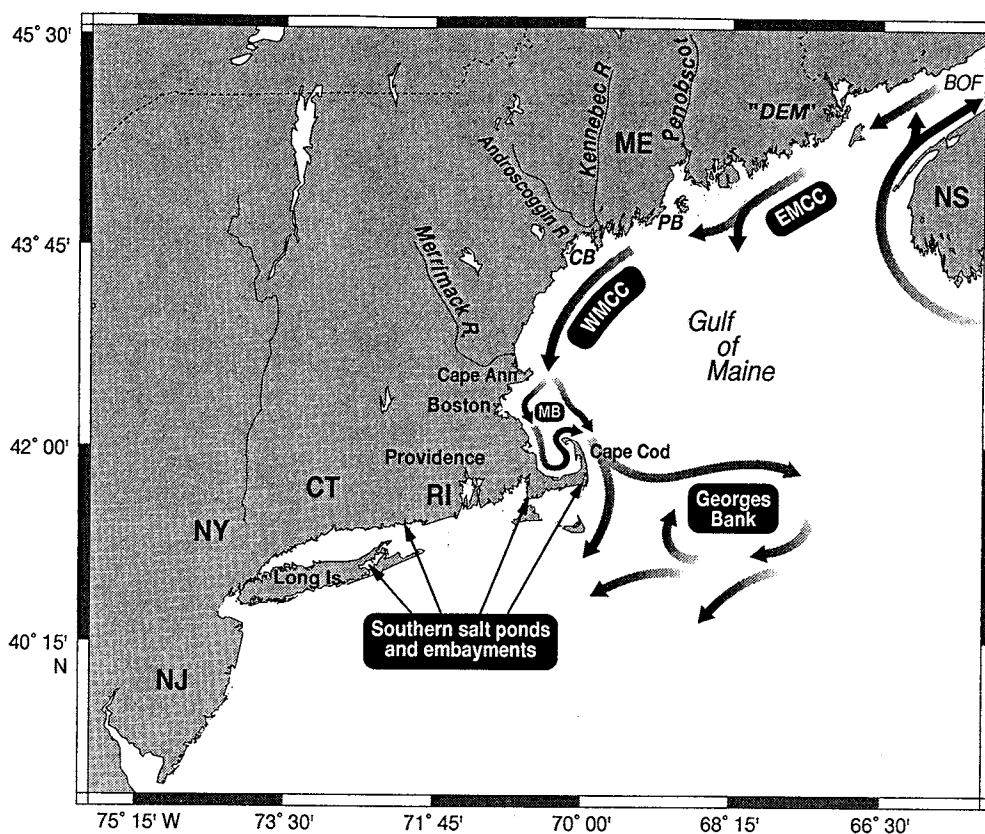 45° 30'
BOF
Penobscot
Kennebec R.
"DEM"
ME
Androscoggin R.
NS
EMCC
PB
43° 45'
CB
Merrimack R.
WMCC
Gulf
of
Maine
Cape Ann
Boston
MB
42° 00'
Cape Cod
Providence
CT
RI
Georges
Bank
NY
Long Is.
Southern salt ponds
and embayments
40° 15'
N
NJ
75° 15' W
73° 30'
71° 45'
70° 00'
68° 15'
66° 30'